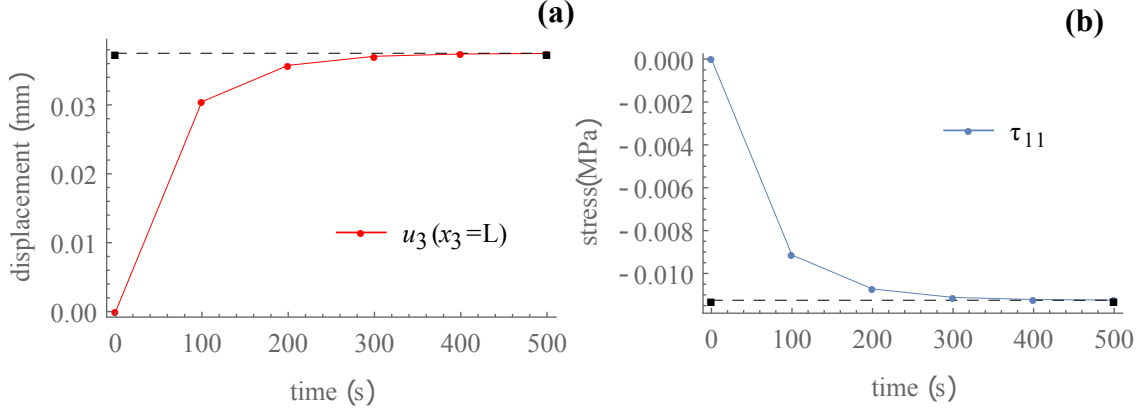 (a)
displacement (mm)
0.03
0.02
0.01
0.00
u3 (x3=L)
0 100 200 300 400 500
time (s)
(b)
stress(MPa)
0.000
-0.002
-0.004
-0.006
-0.008
-0.010
τ11
0 100 200 300 400 500
time (s)